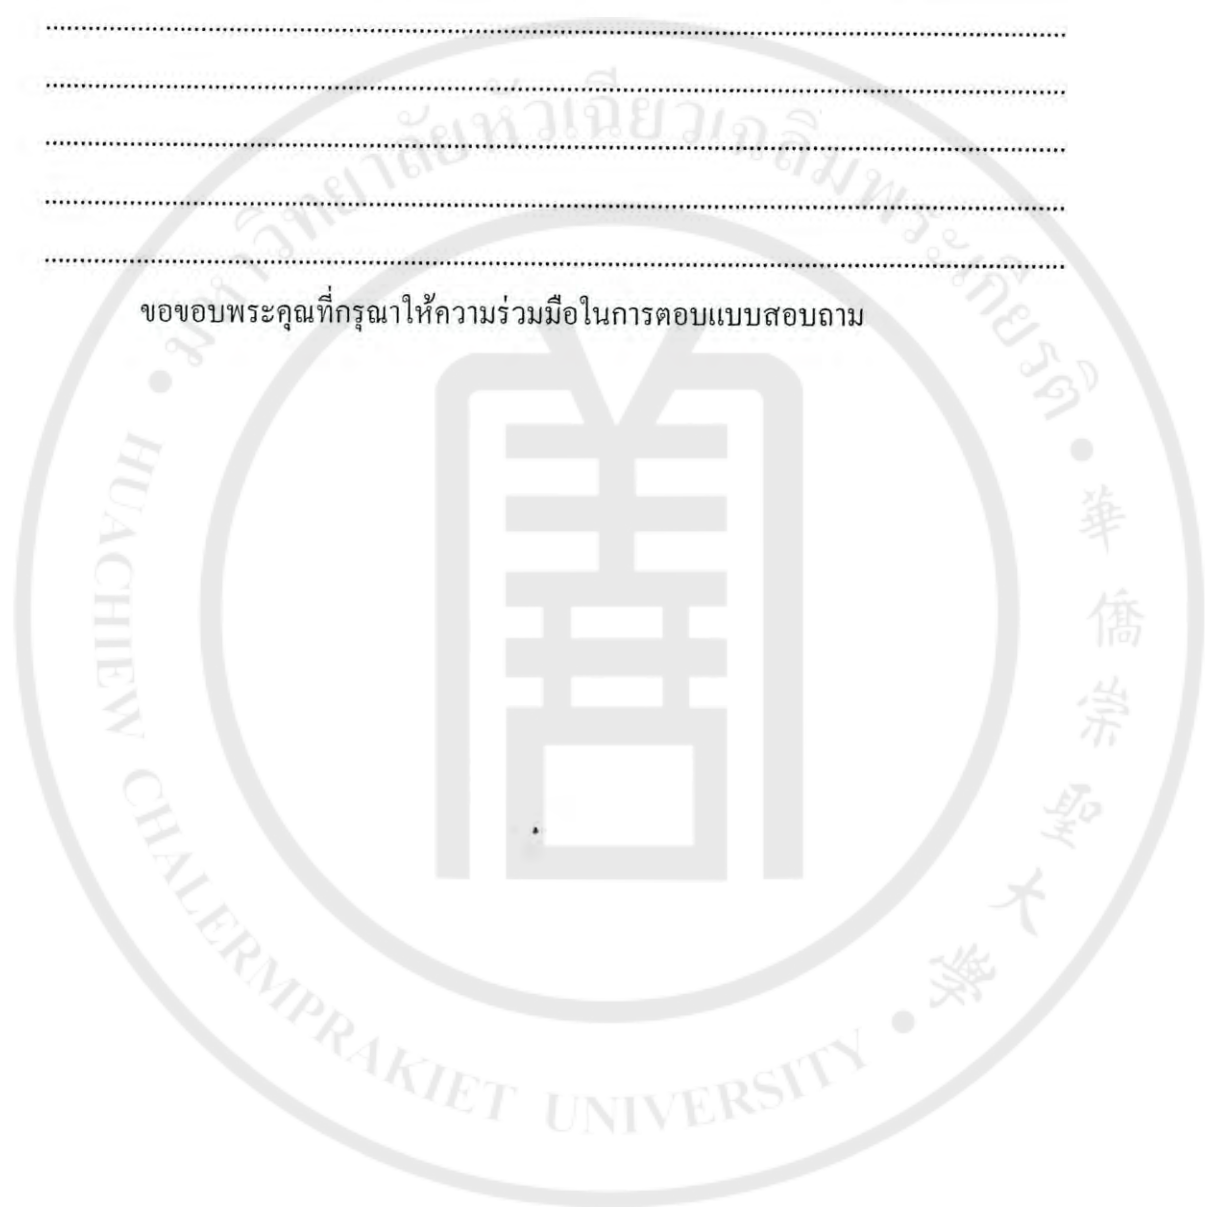 ................................................................................
................................................................................
................................................................................
................................................................................
................................................................................
ขอขอบพระคุณที่กรุณาให้ความร่วมมือในการตอบแบบสอบถาม
• มหาวิทยาลัยหัวเฉียวเฉลิมพระเกียรติ •
華僑崇聖大學
HUACHIEW CHALERMPRAKIET UNIVERSITY •